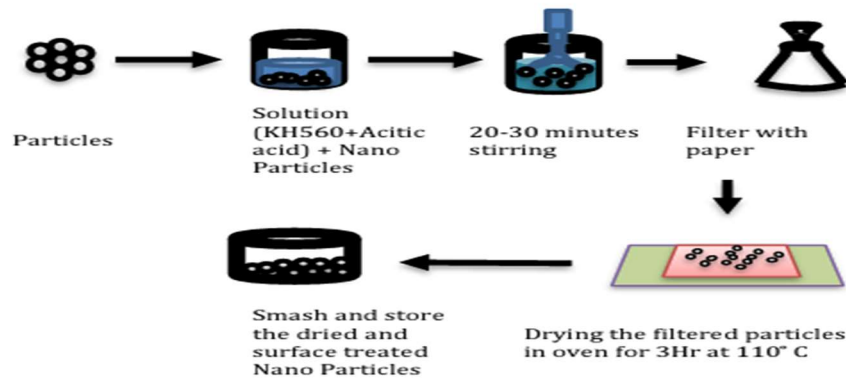 Particles
Solution
(KH560+Acitic
acid) + Nano
Particles
20-30 minutes
stirring
Filter with
paper
Smash and store
the dried and
surface treated
Nano Particles
Drying the filtered particles
in oven for 3Hr at 110° C